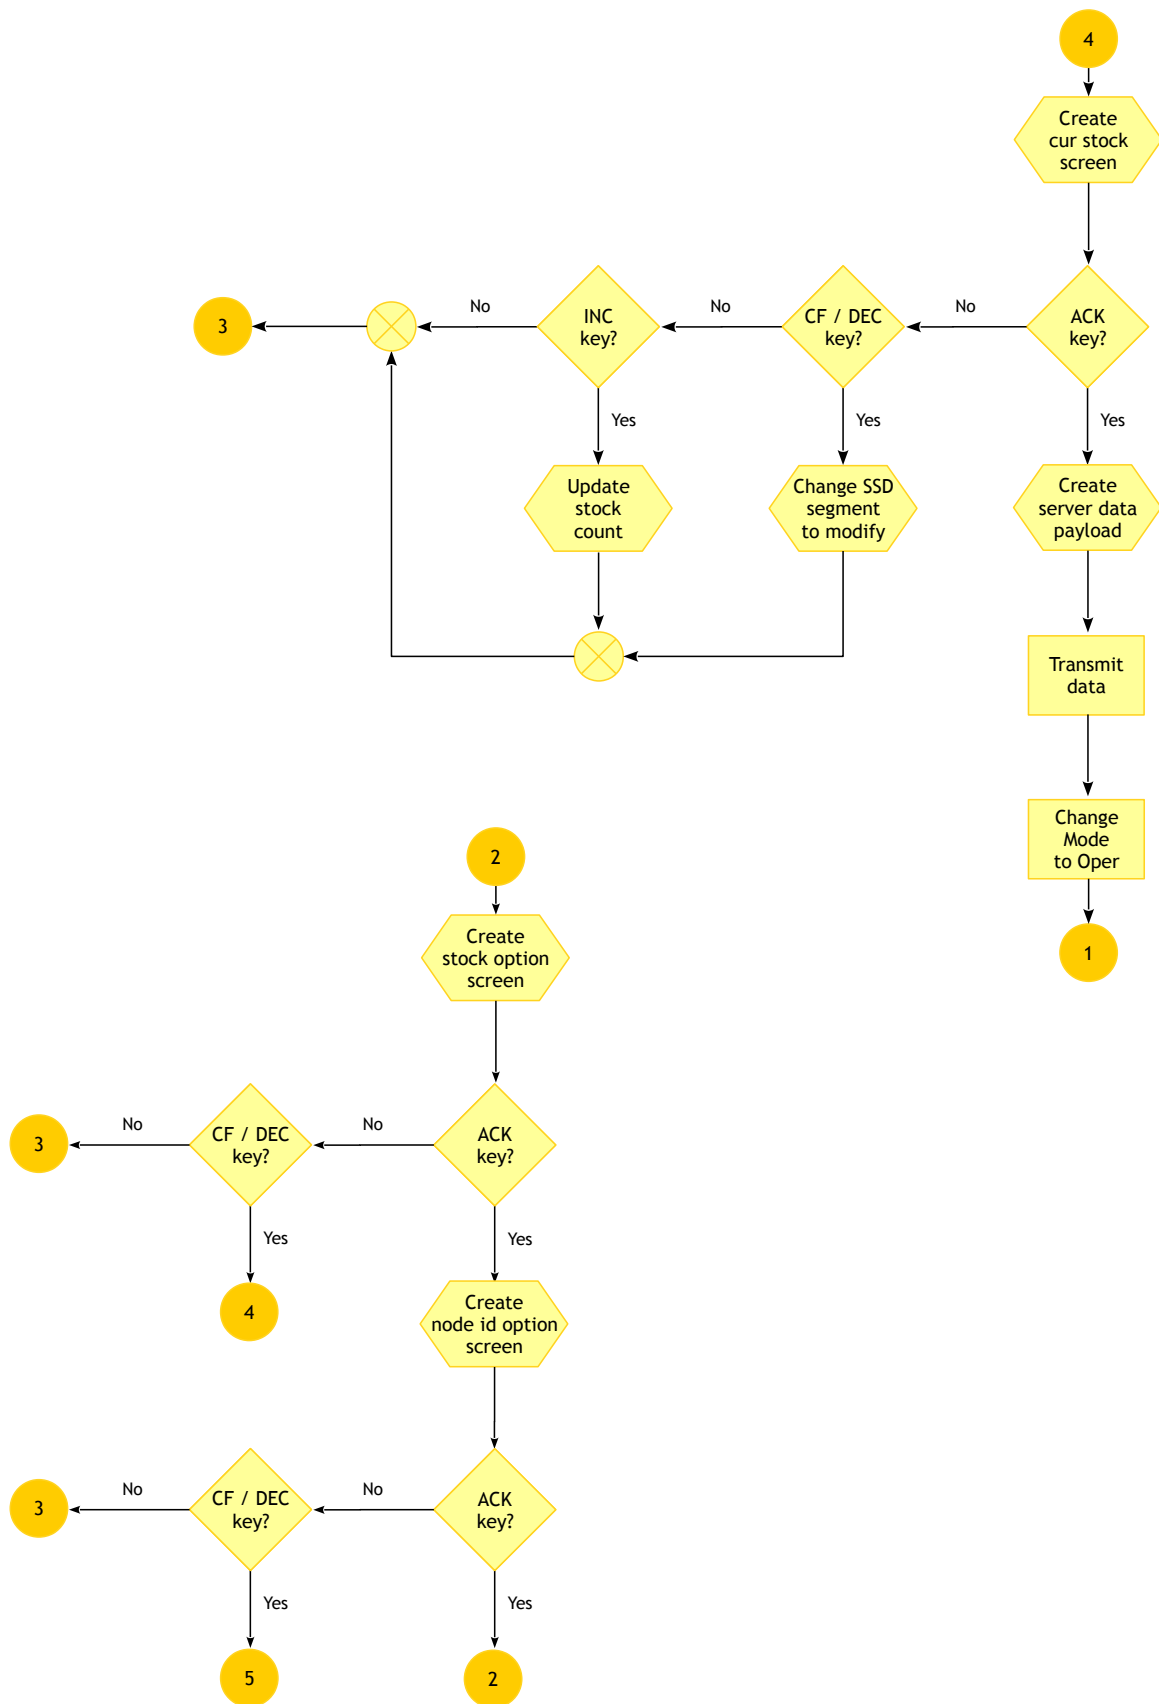 4
Create
cur stock
screen
3
No
INC
key?
No
CF / DEC
key?
No
ACK
key?
Yes
Yes
Yes
Update
stock
count
Change SSD
segment
to modify
Create
server data
payload
Transmit
data
Change
Mode
to Oper
1
2
Create
stock option
screen
3
No
CF / DEC
key?
No
ACK
key?
Yes
Yes
4
Create
node id option
screen
3
No
CF / DEC
key?
No
ACK
key?
Yes
Yes
5
2